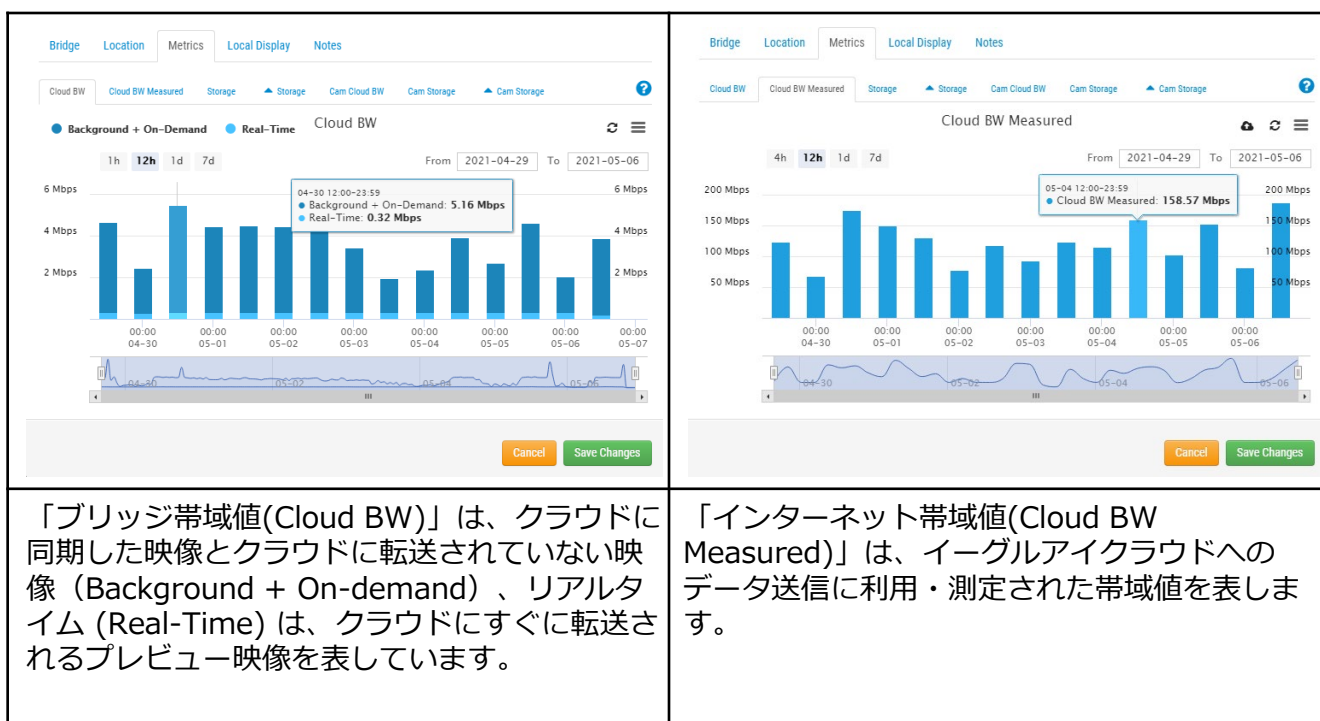 Bridge Location Metrics Local Display Notes
Cloud BW Cloud BW Measured Storage Storage Cam Cloud BW Cam Storage Cam Storage
Background + On-Demand Real-Time Cloud BW
1h 12h 1d 7d From 2021-04-29 To 2021-05-06
6 Mbps 6 Mbps
04-30 12:00-23:59
Background + On-Demand: 5.16 Mbps
Real-Time: 0.32 Mbps
4 Mbps 4 Mbps
2 Mbps 2 Mbps
00:00 00:00 00:00 00:00 00:00 00:00 00:00 00:00
04-30 05-01 05-02 05-03 05-04 05-05 05-06 05-07
04-30 05-02 05-04 05-06
Cancel Save Changes
「ブリッジ帯域値(Cloud BW)」は、クラウドに
同期した映像とクラウドに転送されていない映
像（Background + On-demand）、リアルタ
イム (Real-Time) は、クラウドにすぐに転送さ
れるプレビュー映像を表しています。
Bridge Location Metrics Local Display Notes
Cloud BW Cloud BW Measured Storage Storage Cam Cloud BW Cam Storage Cam Storage
Cloud BW Measured
4h 12h 1d 7d From 2021-04-29 To 2021-05-06
200 Mbps 200 Mbps
05-04 12:00-23:59
Cloud BW Measured: 158.57 Mbps
150 Mbps 150 Mbps
100 Mbps 100 Mbps
50 Mbps 50 Mbps
00:00 00:00 00:00 00:00 00:00 00:00 00:00
04-30 05-01 05-02 05-03 05-04 05-05 05-06
04-30 05-02 05-04 05-06
Cancel Save Changes
「インターネット帯域値(Cloud BW
Measured)」は、イーグルアイクラウドへの
データ送信に利用・測定された帯域値を表しま
す。